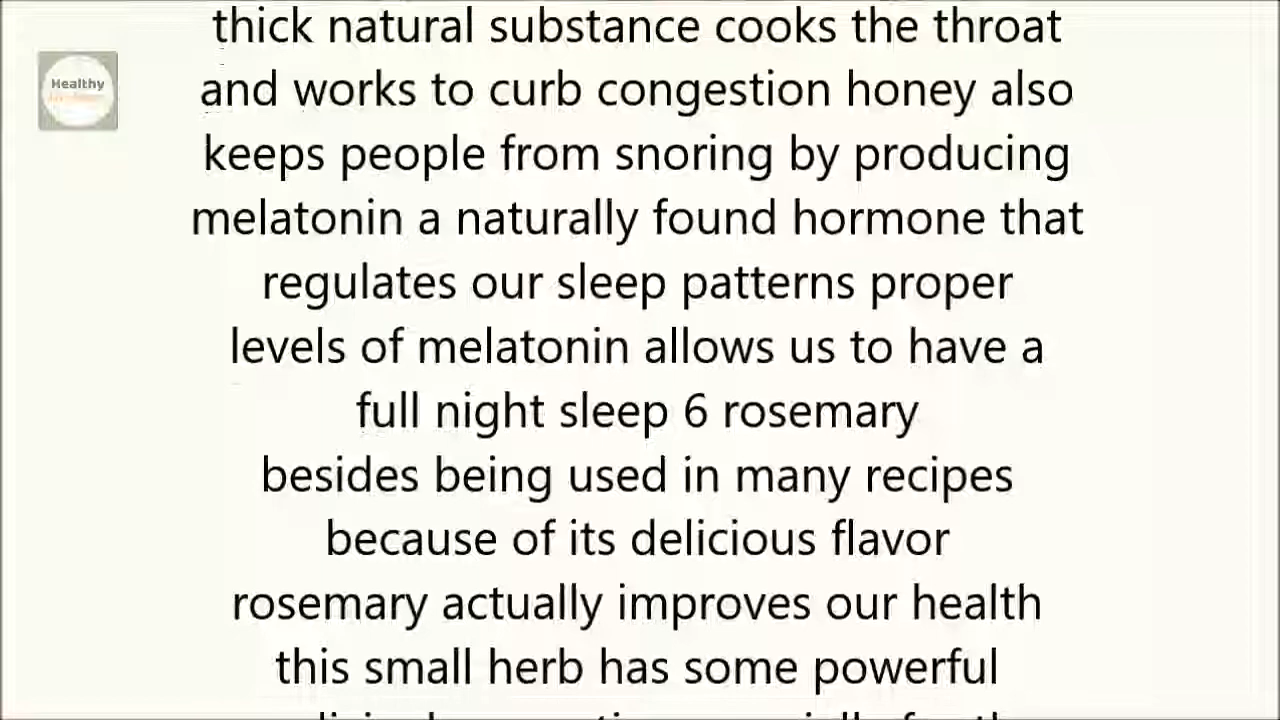 thick natural substance cooks the throat
Healthy
and works to curb congestion honey also
keeps people from snoring by producing
melatonin a naturally found hormone that
regulates our sleep patterns proper
levels of melatonin allows us to have a
full night sleep 6 rosemary
besides being used in many recipes
because of its delicious flavor
rosemary actually improves our health
this small herb has some powerful